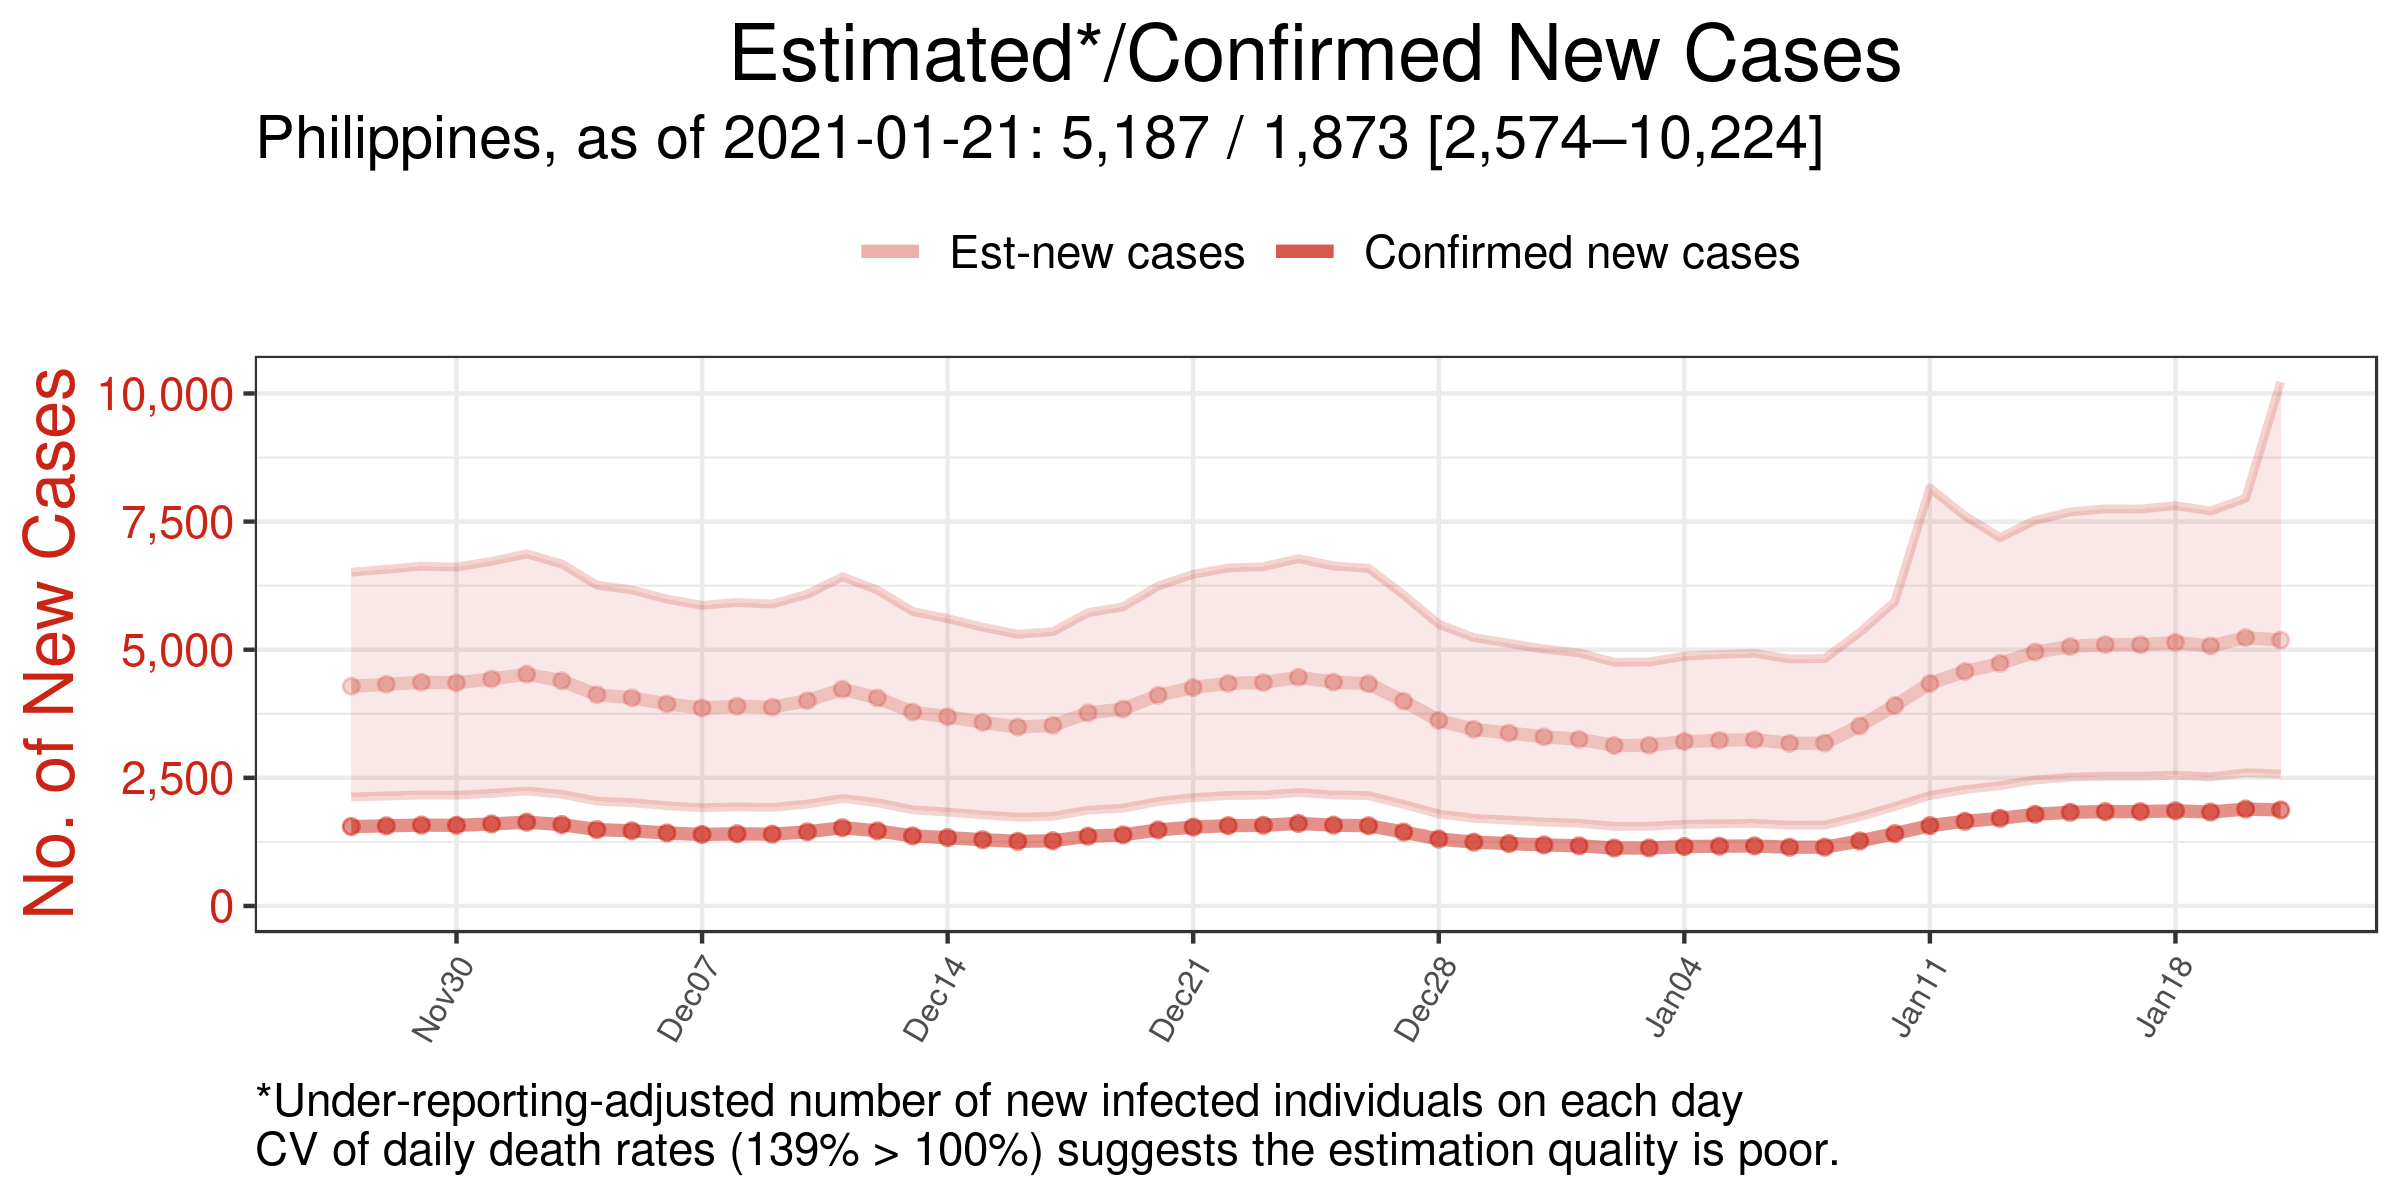 Estimated*/Confirmed New Cases
Philippines, as of 2021-01-21: 5,187 / 1,873 [2,574–10,224]
Est-new cases
Confirmed new cases
No. of New Cases
10,000
7,500
5,000
2,500
0
Nov30
Dec07
Dec14
Dec21
Dec28
Jan04
Jan11
Jan18
*Under-reporting-adjusted number of new infected individuals on each day
CV of daily death rates (139% > 100%) suggests the estimation quality is poor.